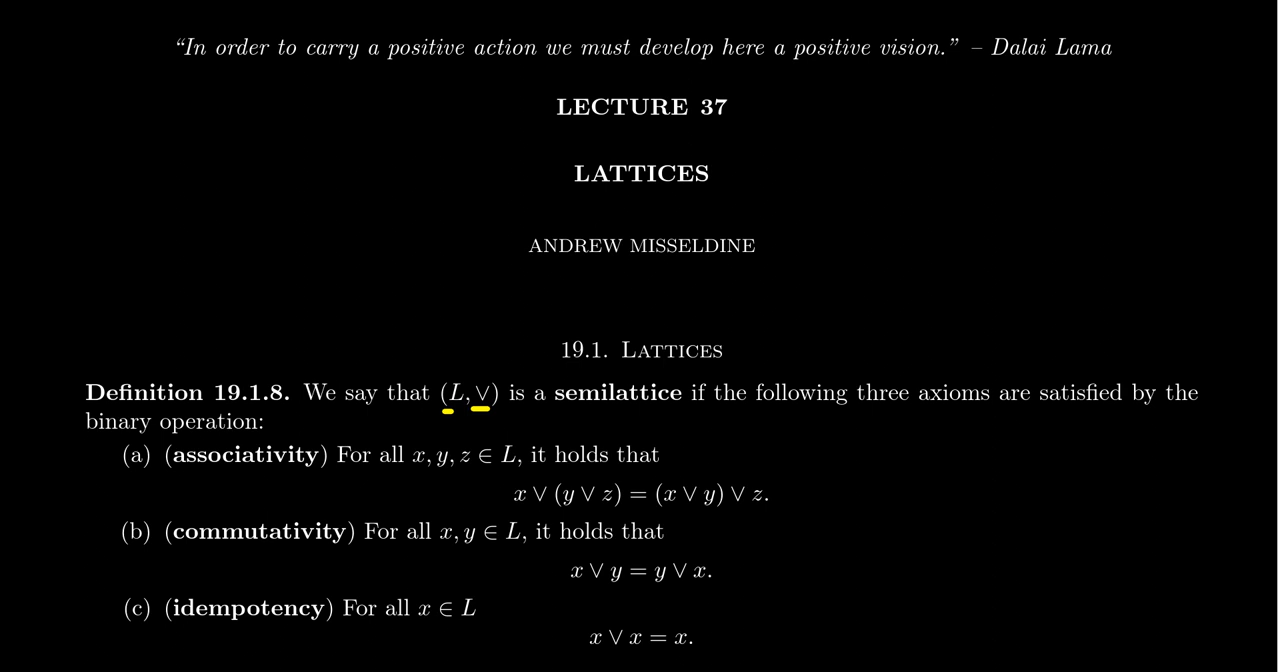 “In order to carry a positive action we must develop here a positive vision.” – Dalai Lama
LECTURE 37
LATTICES
ANDREW MISSELDINE
19.1. LATTICES
Definition 19.1.8. We say that (L, ∨) is a semilattice if the following three axioms are satisfied by the
binary operation:
(a) (associativity) For all x, y, z ∈ L, it holds that
x ∨ (y ∨ z) = (x ∨ y) ∨ z.
(b) (commutativity) For all x, y ∈ L, it holds that
x ∨ y = y ∨ x.
(c) (idempotency) For all x ∈ L
x ∨ x = x.